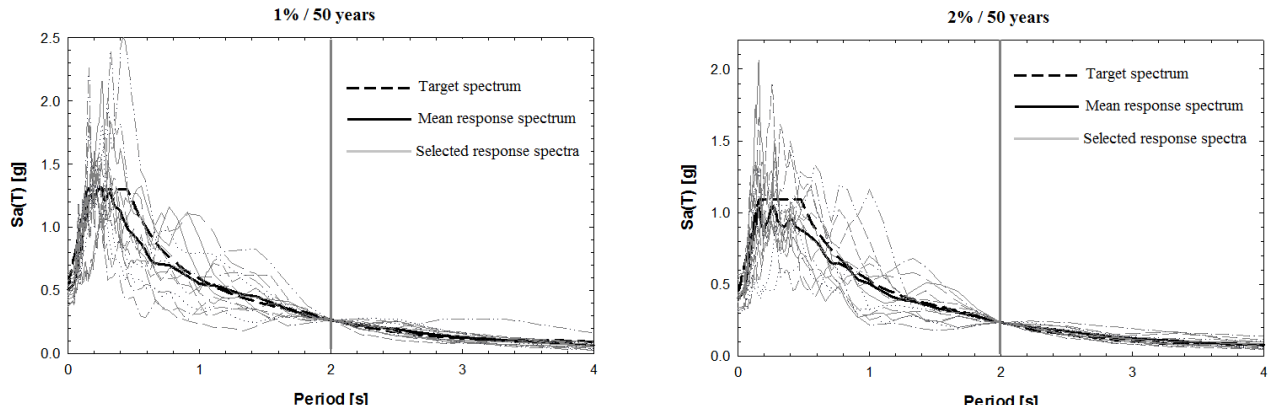 1% / 50 years
2.5
2.0
1.5
1.0
0.5
0.0
Sa(T) [g]
Target spectrum
Mean response spectrum
Selected response spectra
0
1
2
3
4
Period [s]
2% / 50 years
2.0
1.5
1.0
0.5
0.0
Sa(T) [g]
Target spectrum
Mean response spectrum
Selected response spectra
0
1
2
3
4
Period [s]